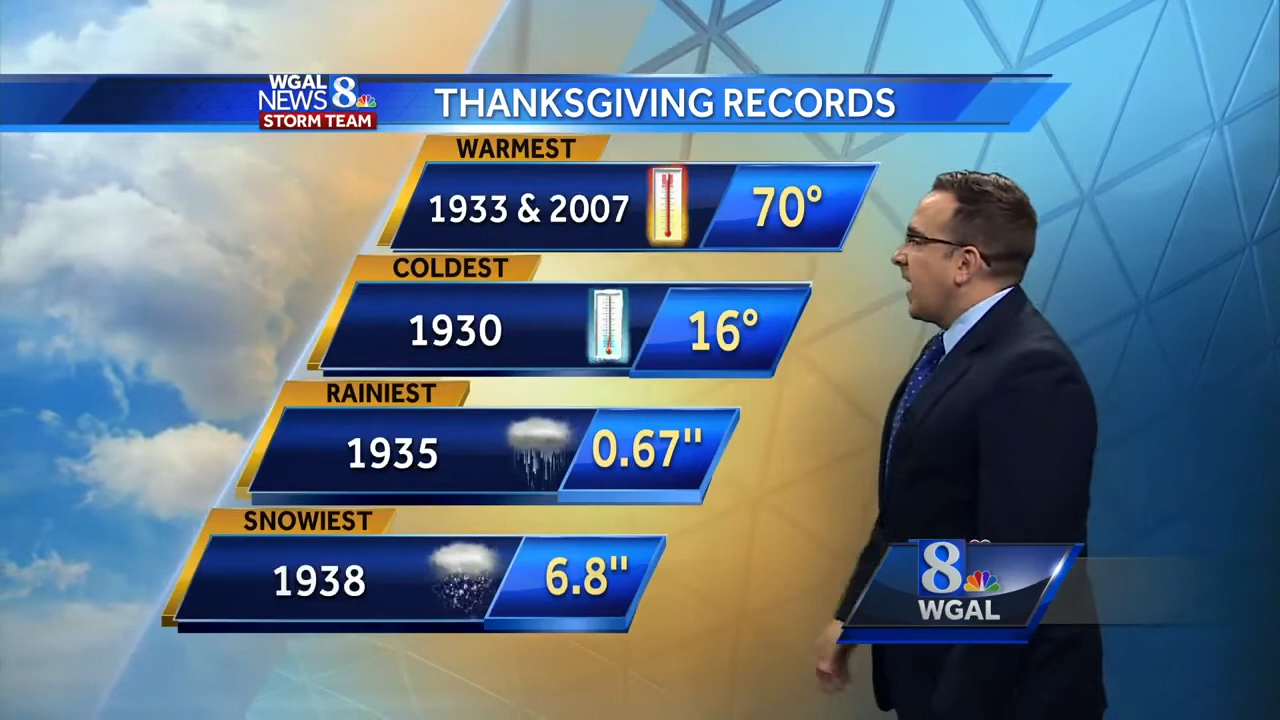 WGAL
NEWS 8
STORM TEAM
THANKSGIVING RECORDS
WARMEST
1933 & 2007 70°
COLDEST
1930 16°
RAINIEST
1935 0.67"
SNOWIEST
1938 6.8"
8
WGAL